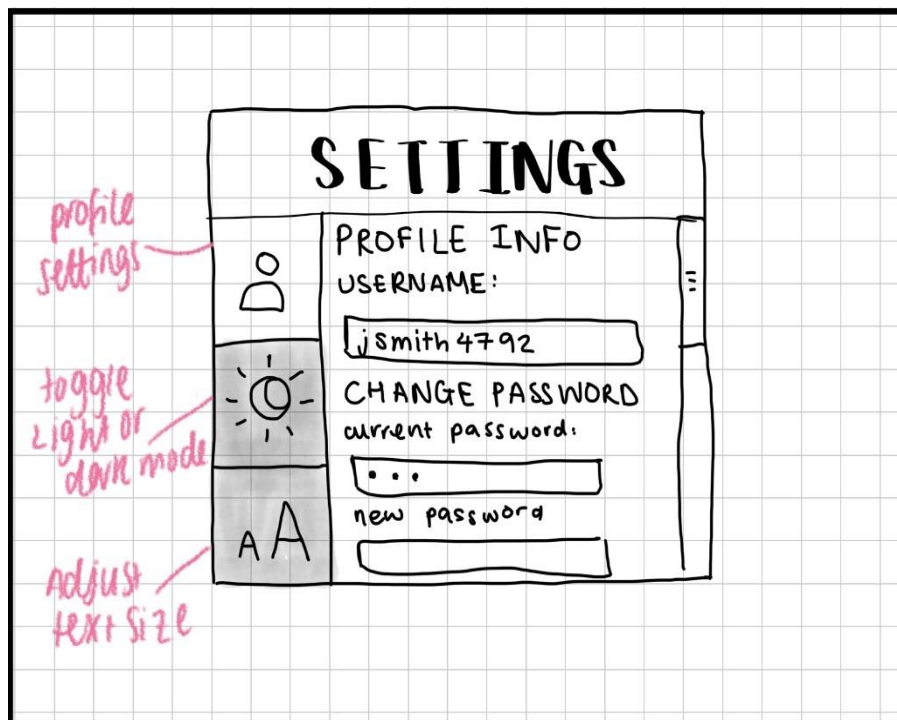 SETTINGS
profile
settings
PROFILE INFO
USERNAME:
jsmith4792
toggle
Light or
dark mode
CHANGE PASSWORD
current password:
...
new password
AA
Adjust
text Size